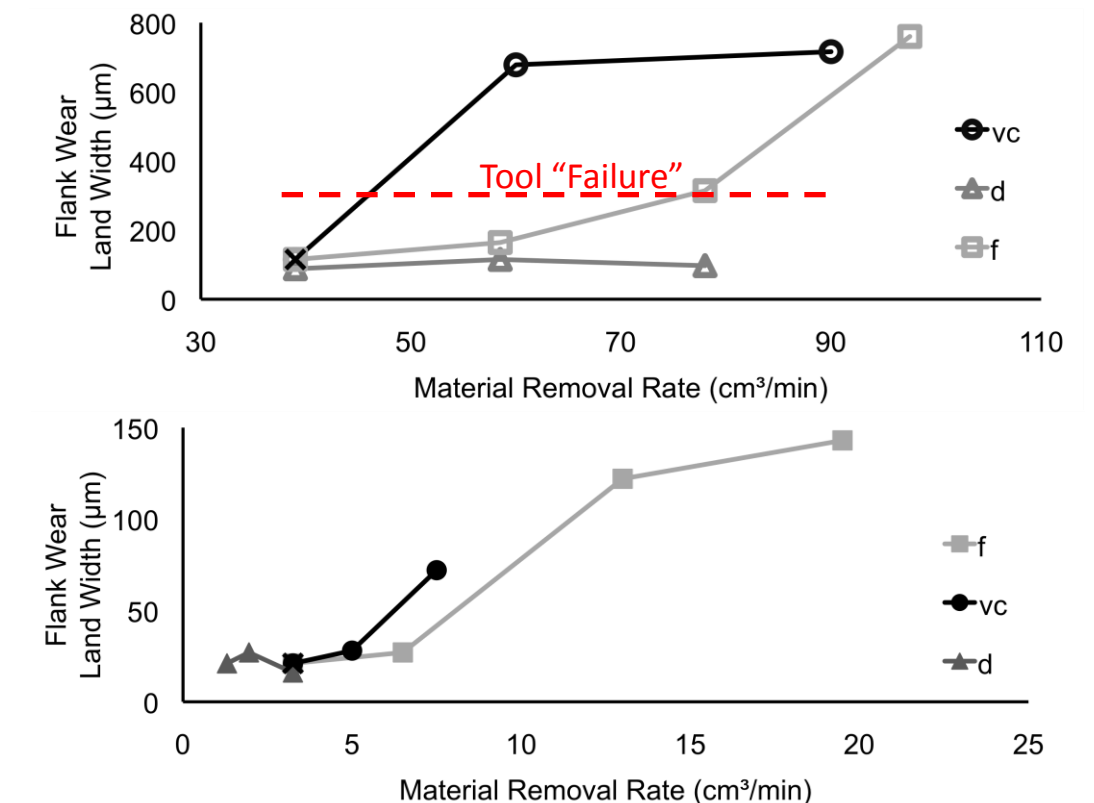 800
600
400
200
0
Flank Wear
Land Width (µm)
Tool “Failure”
vc
d
f
30 50 70 90 110
Material Removal Rate (cm³/min)
150
100
50
0
Flank Wear
Land Width (µm)
f
vc
d
0 5 10 15 20 25
Material Removal Rate (cm³/min)